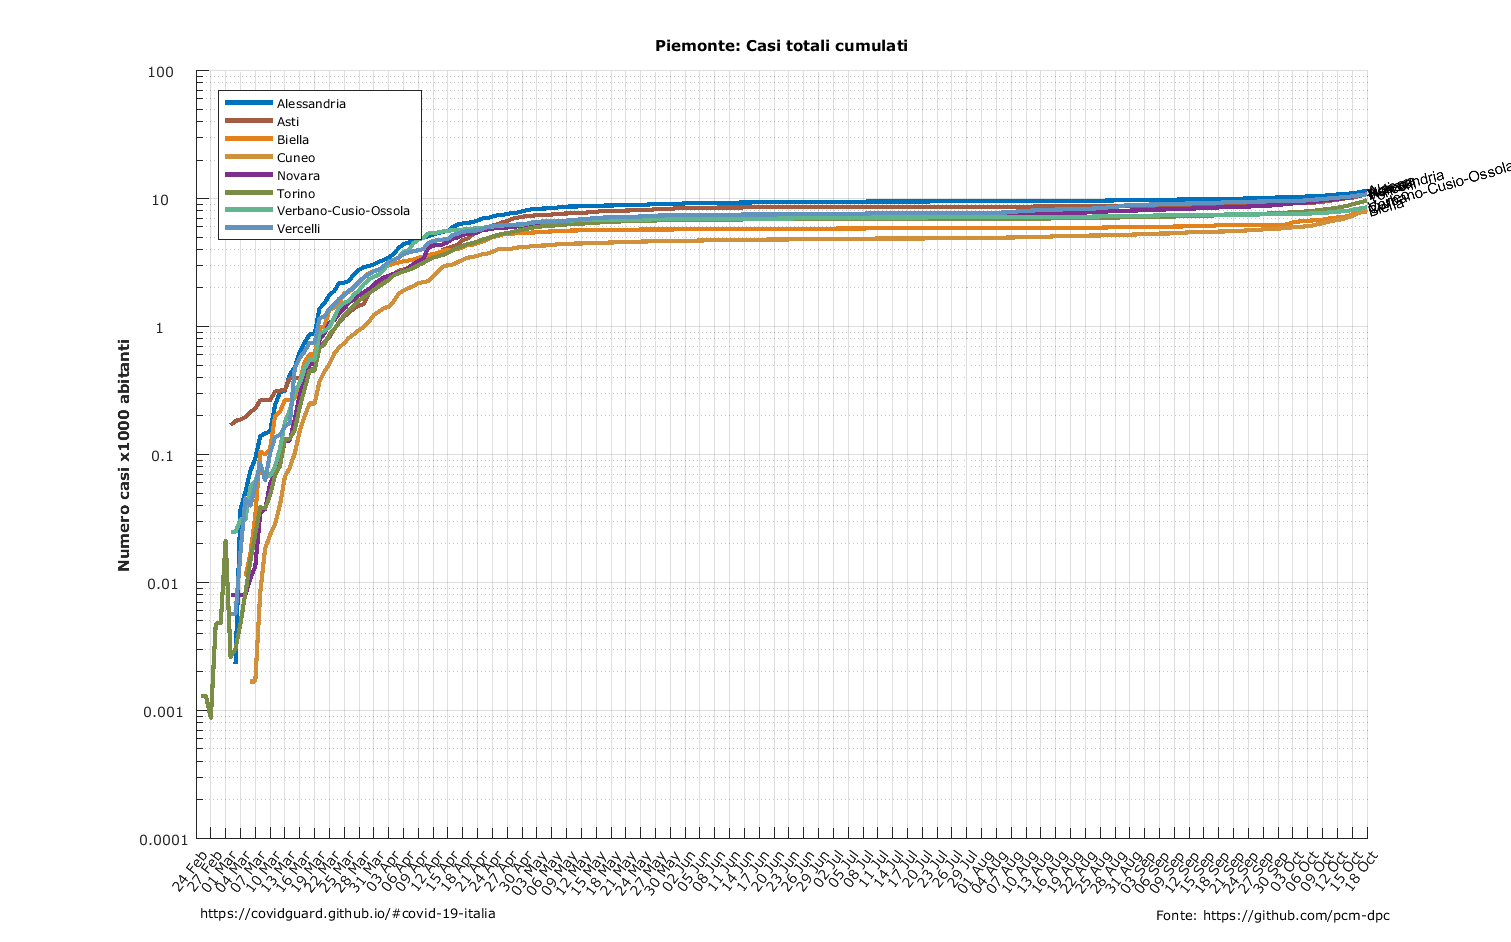 Piemonte: Casi totali cumulati
Numero casi x1000 abitanti
100
10
1
0.1
0.01
0.001
0.0001
Alessandria
Asti
Biella
Cuneo
Novara
Torino
Verbano-Cusio-Ossola
Vercelli
24 Feb
27 Feb
01 Mar
04 Mar
07 Mar
10 Mar
13 Mar
16 Mar
19 Mar
22 Mar
25 Mar
28 Mar
31 Mar
03 Apr
06 Apr
09 Apr
12 Apr
15 Apr
18 Apr
21 Apr
24 Apr
27 Apr
30 Apr
03 May
06 May
09 May
12 May
15 May
18 May
21 May
24 May
27 May
30 May
02 Jun
05 Jun
08 Jun
11 Jun
14 Jun
17 Jun
20 Jun
23 Jun
26 Jun
29 Jun
02 Jul
05 Jul
08 Jul
11 Jul
14 Jul
17 Jul
20 Jul
23 Jul
26 Jul
29 Jul
01 Aug
04 Aug
07 Aug
10 Aug
13 Aug
16 Aug
19 Aug
22 Aug
25 Aug
28 Aug
31 Aug
03 Sep
06 Sep
09 Sep
12 Sep
15 Sep
18 Sep
21 Sep
24 Sep
27 Sep
30 Sep
03 Oct
06 Oct
09 Oct
12 Oct
15 Oct
18 Oct
Alessandria
Verbano-Cusio-Ossola
Biella
https://covidguard.github.io/#covid-19-italia
Fonte: https://github.com/pcm-dpc